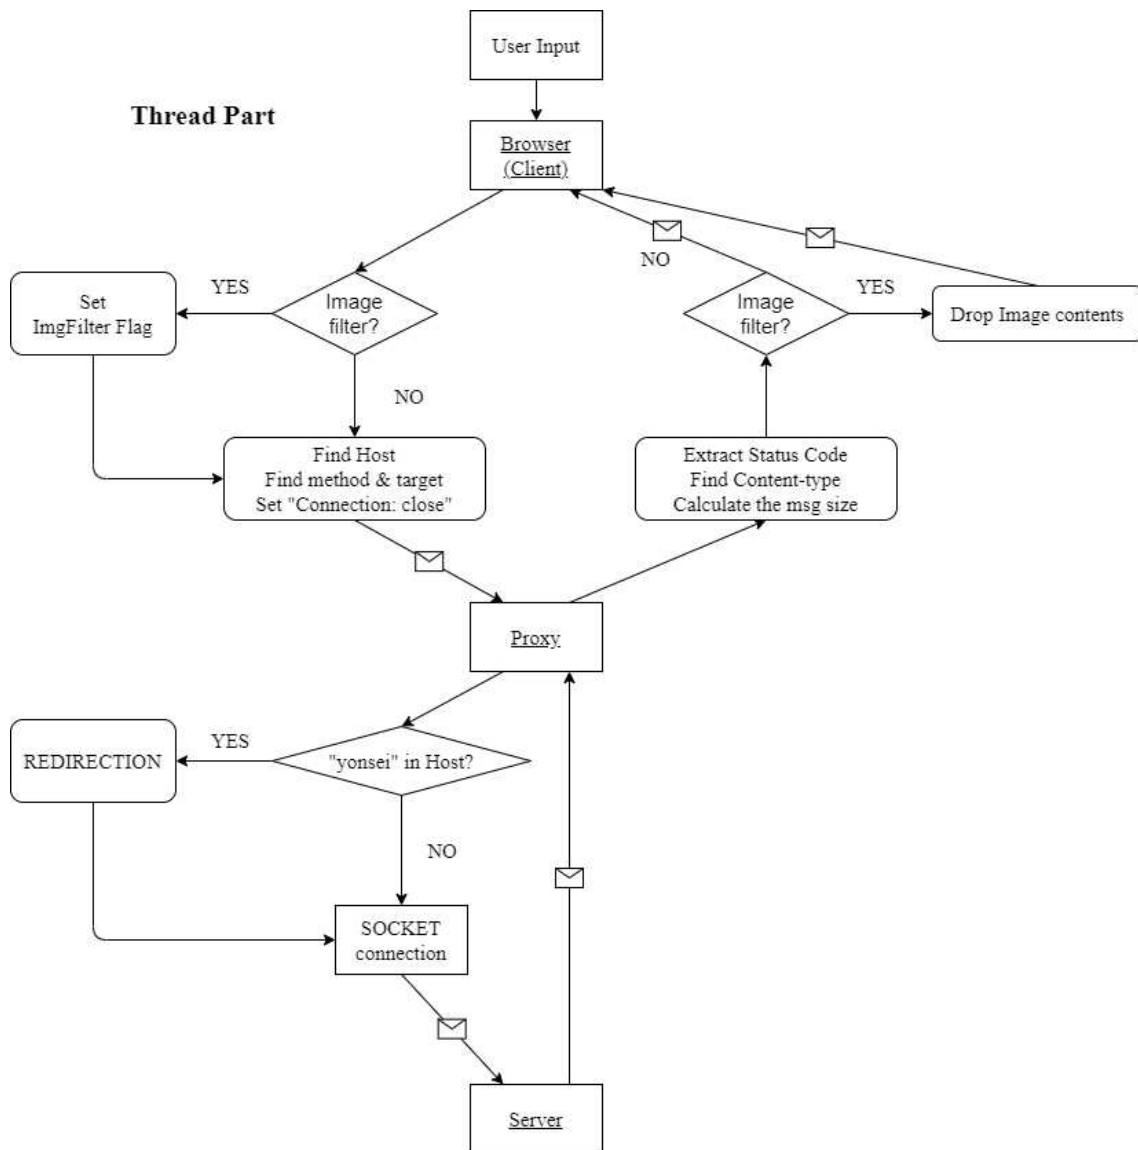 User Input
Thread Part
Browser
(Client)
NO
YES
Set
ImgFilter Flag
Image
filter?
Image
filter?
YES
Drop Image contents
NO
Find Host
Find method & target
Set "Connection: close"
Extract Status Code
Find Content-type
Calculate the msg size
Proxy
REDIRECTION
YES
"yonsei" in Host?
NO
SOCKET
connection
Server